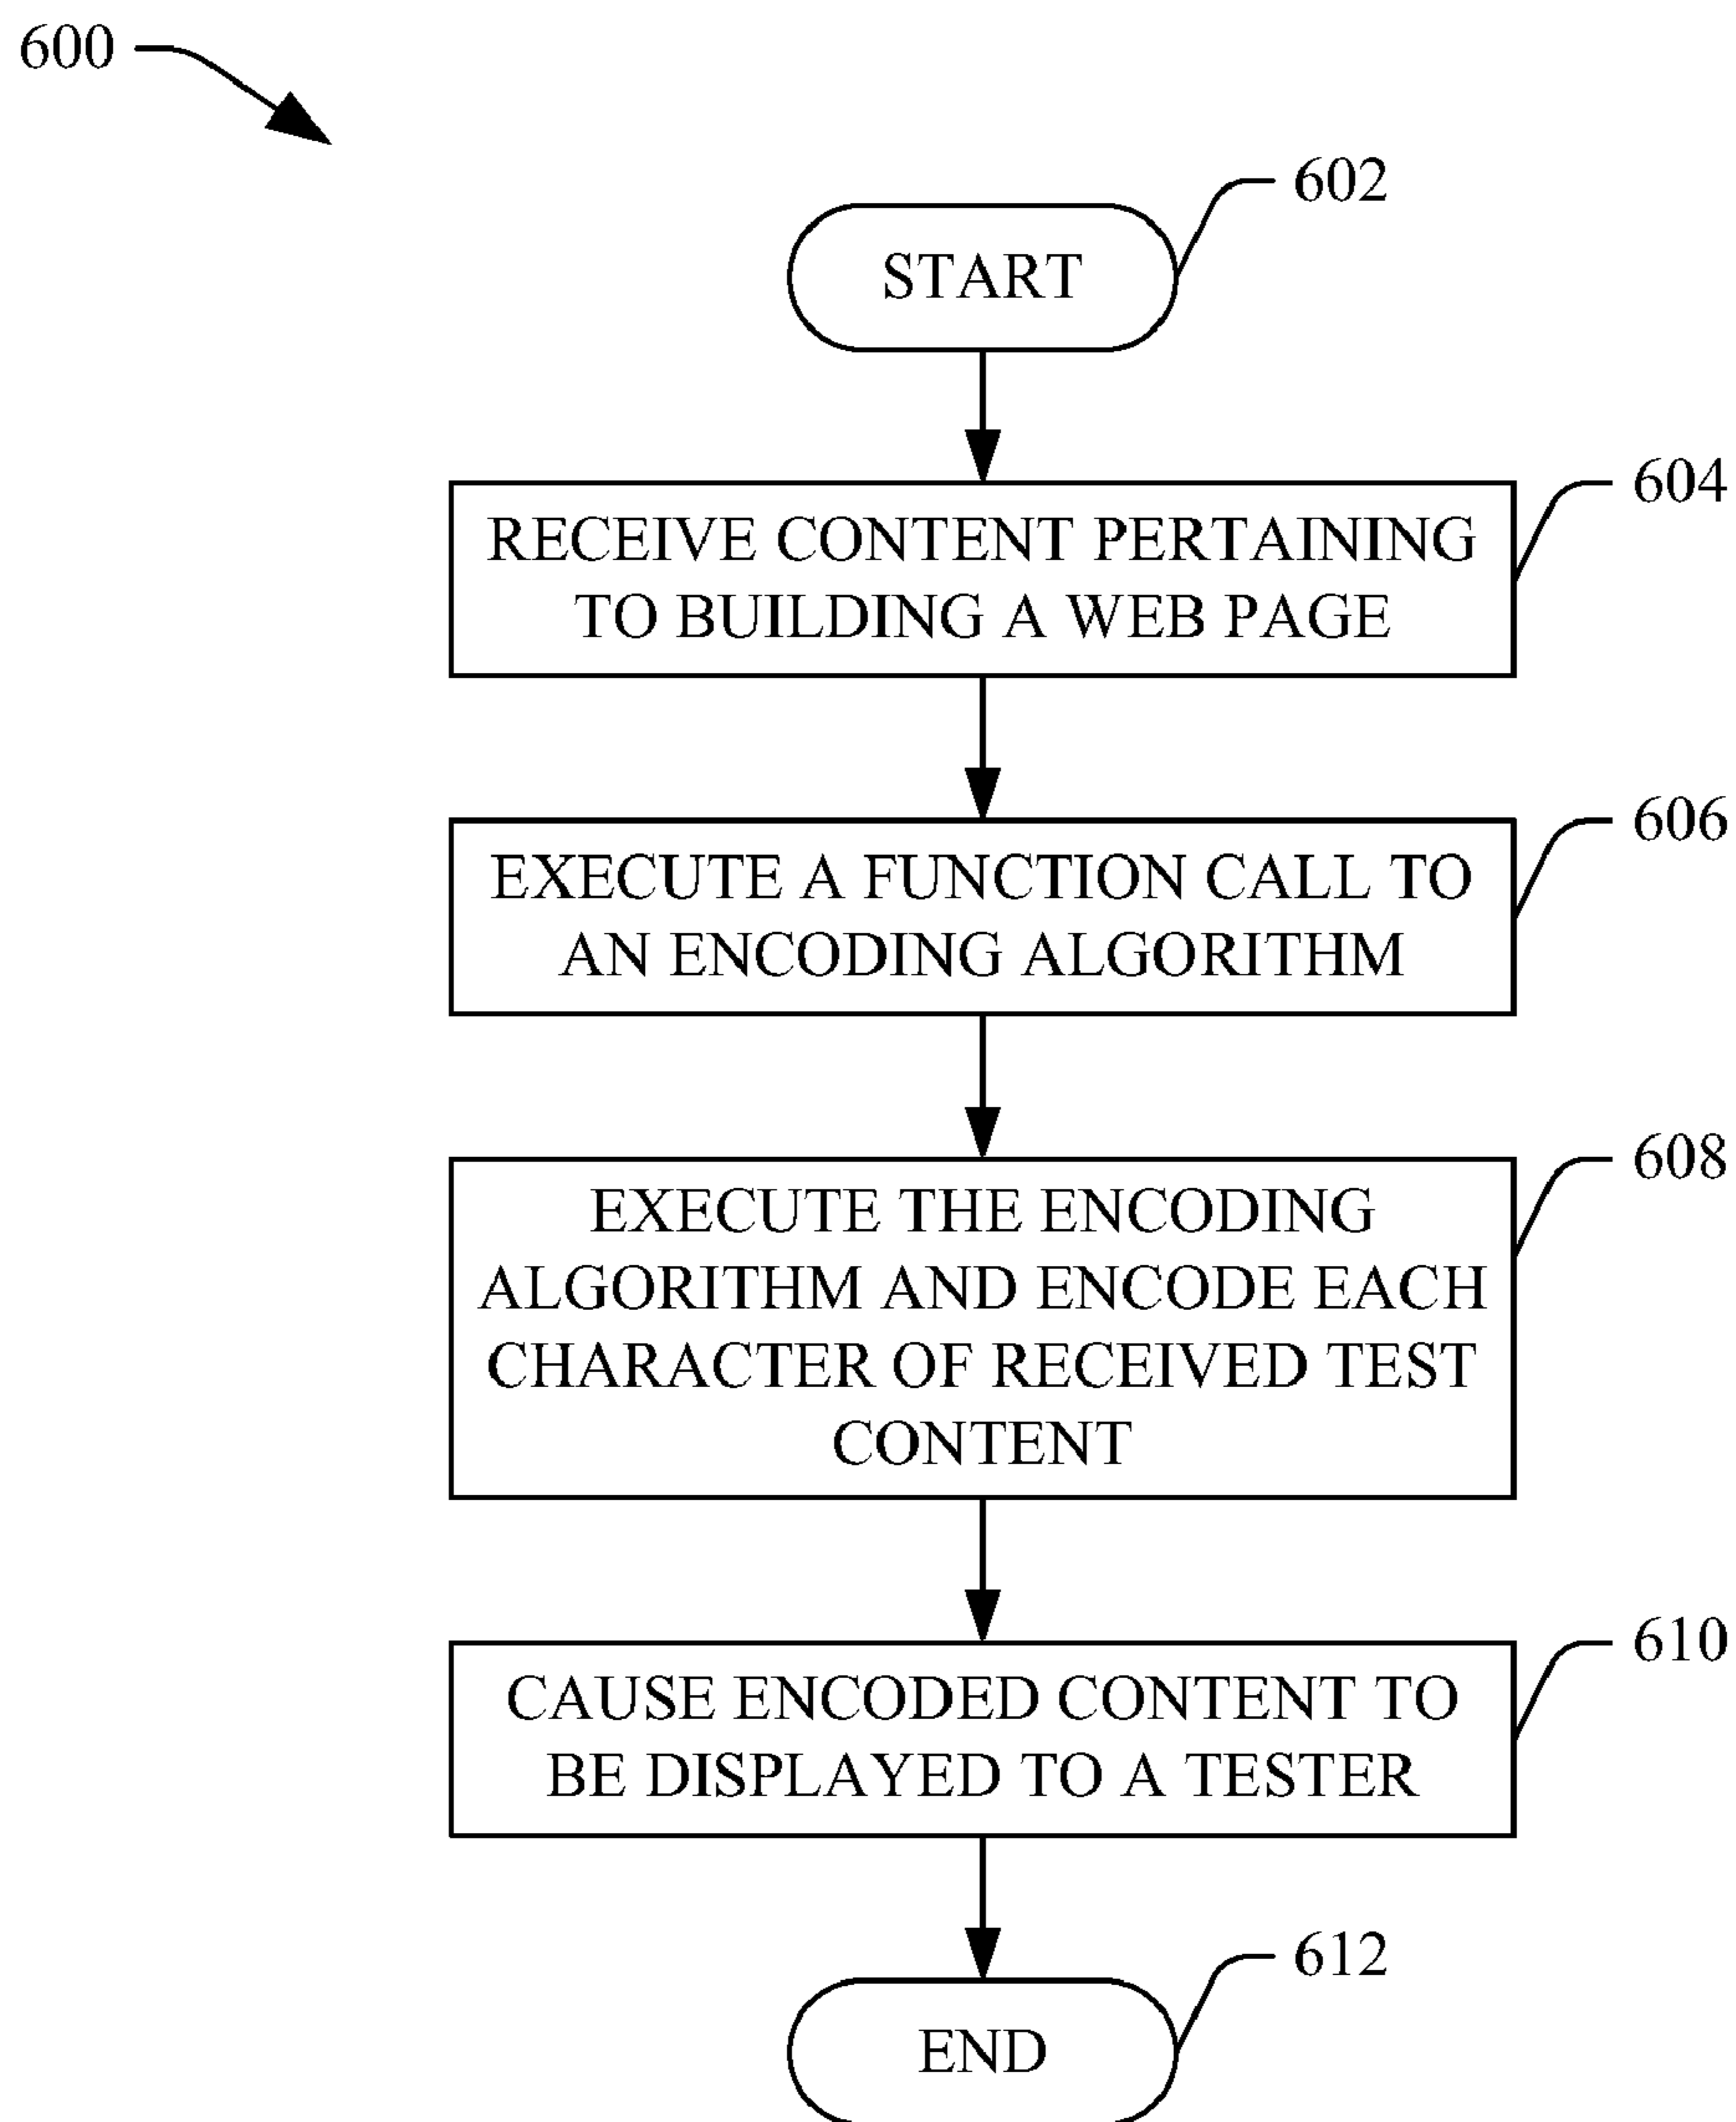 600
602
START
604
RECEIVE CONTENT PERTAINING
TO BUILDING A WEB PAGE
606
EXECUTE A FUNCTION CALL TO
AN ENCODING ALGORITHM
608
EXECUTE THE ENCODING
ALGORITHM AND ENCODE EACH
CHARACTER OF RECEIVED TEST
CONTENT
610
CAUSE ENCODED CONTENT TO
BE DISPLAYED TO A TESTER
612
END